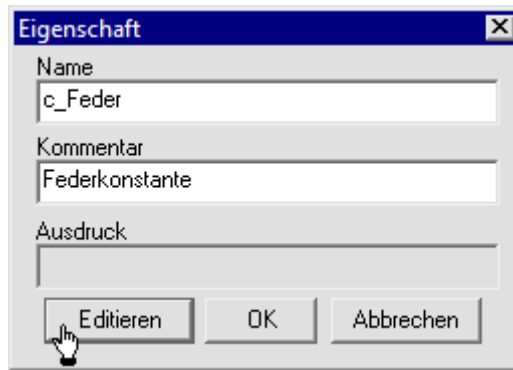 Eigenschaft
Name
c_Feder
Kommentar
Federkonstante
Ausdruck
Editieren OK Abbrechen